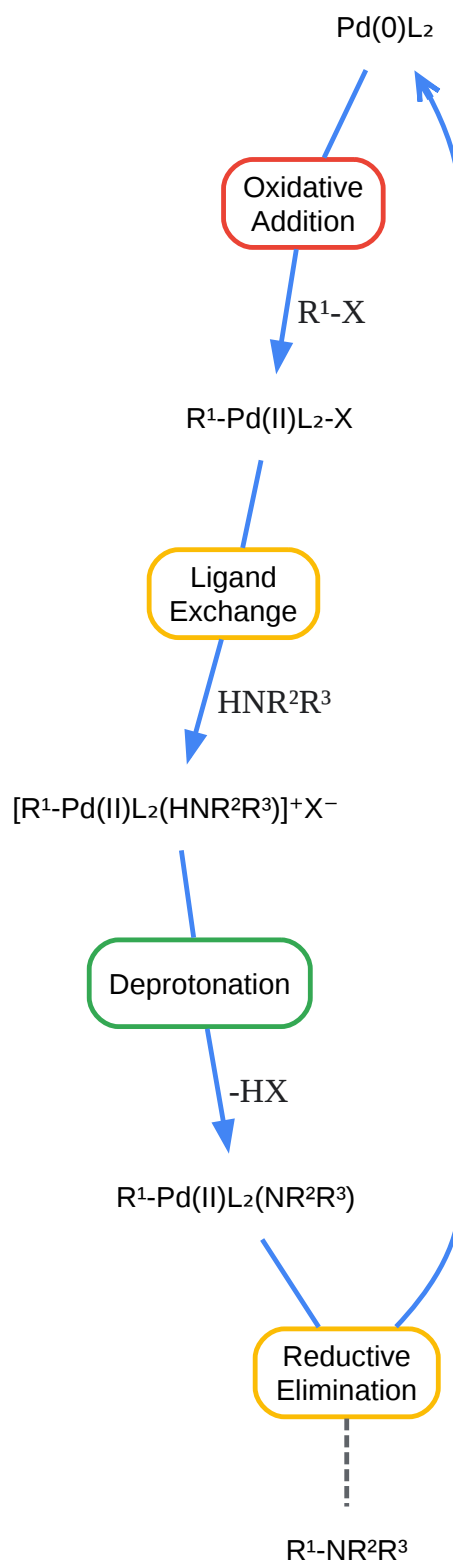 Pd(0)L₂
Oxidative
Addition
R¹-X
R¹-Pd(II)L₂-X
Ligand
Exchange
HNR²R³
[R¹-Pd(II)L₂(HNR²R³)]⁺X⁻
Deprotonation
-HX
R¹-Pd(II)L₂(NR²R³)
Reductive
Elimination
R¹-NR²R³